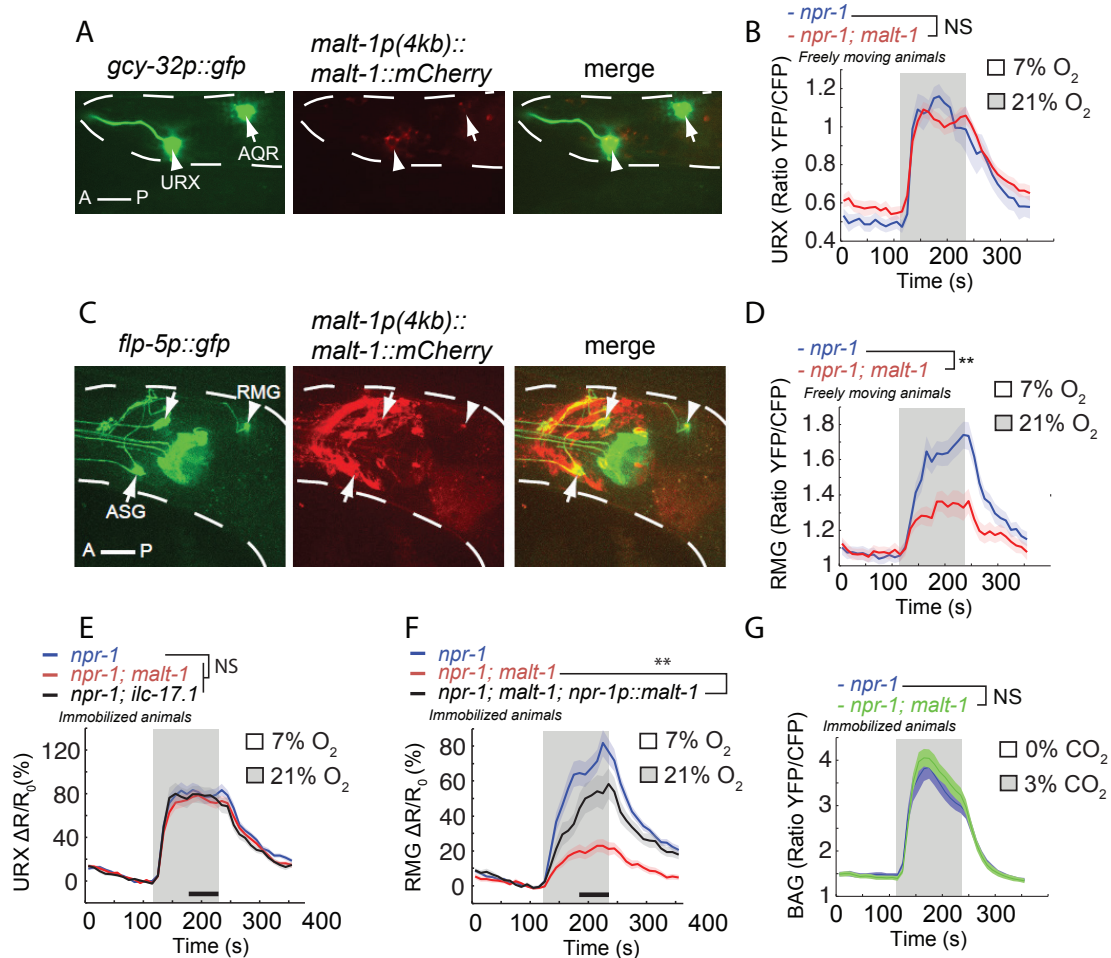 A
gcy-32p::gfp
malt-1p(4kb)::
malt-1::mCherry
merge
AQR
URX
A P
B
- npr-1
- npr-1; malt-1
NS
Freely moving animals
7% O2
21% O2
URX (Ratio YFP/CFP)
1.2
1
0.8
0.6
0.4
0 100 200 300
Time (s)
C
flp-5p::gfp
malt-1p(4kb)::
malt-1::mCherry
merge
RMG
ASG
A P
D
- npr-1
- npr-1; malt-1
**
Freely moving animals
7% O2
21% O2
RMG (Ratio YFP/CFP)
1.8
1.6
1.4
1.2
1
0 100 200 300
Time (s)
E
npr-1
npr-1; malt-1
npr-1; ilc-17.1
NS
Immobilized animals
7% O2
21% O2
URX ΔR/R0(%)
120
80
40
0
0 100 200 300
Time (s)
F
npr-1
npr-1; malt-1
npr-1; malt-1; npr-1p::malt-1
**
Immobilized animals
7% O2
21% O2
RMG ΔR/R0 (%)
80
60
40
20
0
0 100 200 300 400
Time (s)
G
- npr-1
- npr-1; malt-1
NS
Immobilized animals
0% CO2
3% CO2
BAG (Ratio YFP/CFP)
4
3
2
1
0 100 200 300
Time (s)